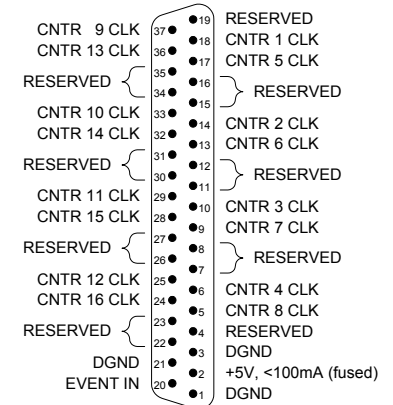 19 RESERVED
CNTR 9 CLK 37
18 CNTR 1 CLK
CNTR 13 CLK 36
17 CNTR 5 CLK
RESERVED 35 34
16 15 RESERVED
CNTR 10 CLK 33
14 CNTR 2 CLK
CNTR 14 CLK 32
13 CNTR 6 CLK
RESERVED 31 30
12 11 RESERVED
CNTR 11 CLK 29
10 CNTR 3 CLK
CNTR 15 CLK 28
9 CNTR 7 CLK
RESERVED 27 26
8 7 RESERVED
CNTR 12 CLK 25
6 CNTR 4 CLK
CNTR 16 CLK 24
5 CNTR 8 CLK
RESERVED 23 22
4 RESERVED
3 DGND
DGND 21
2 +5V, <100mA (fused)
EVENT IN 20
1 DGND